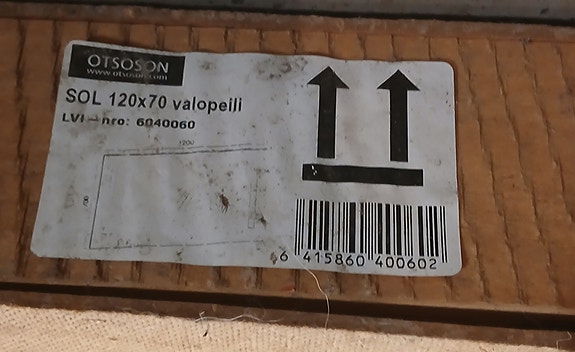 OTSOSON
www.otsoson.com
SOL 120x70 valopeili
LVI-nro: 6040060
1200
6 415860 400602